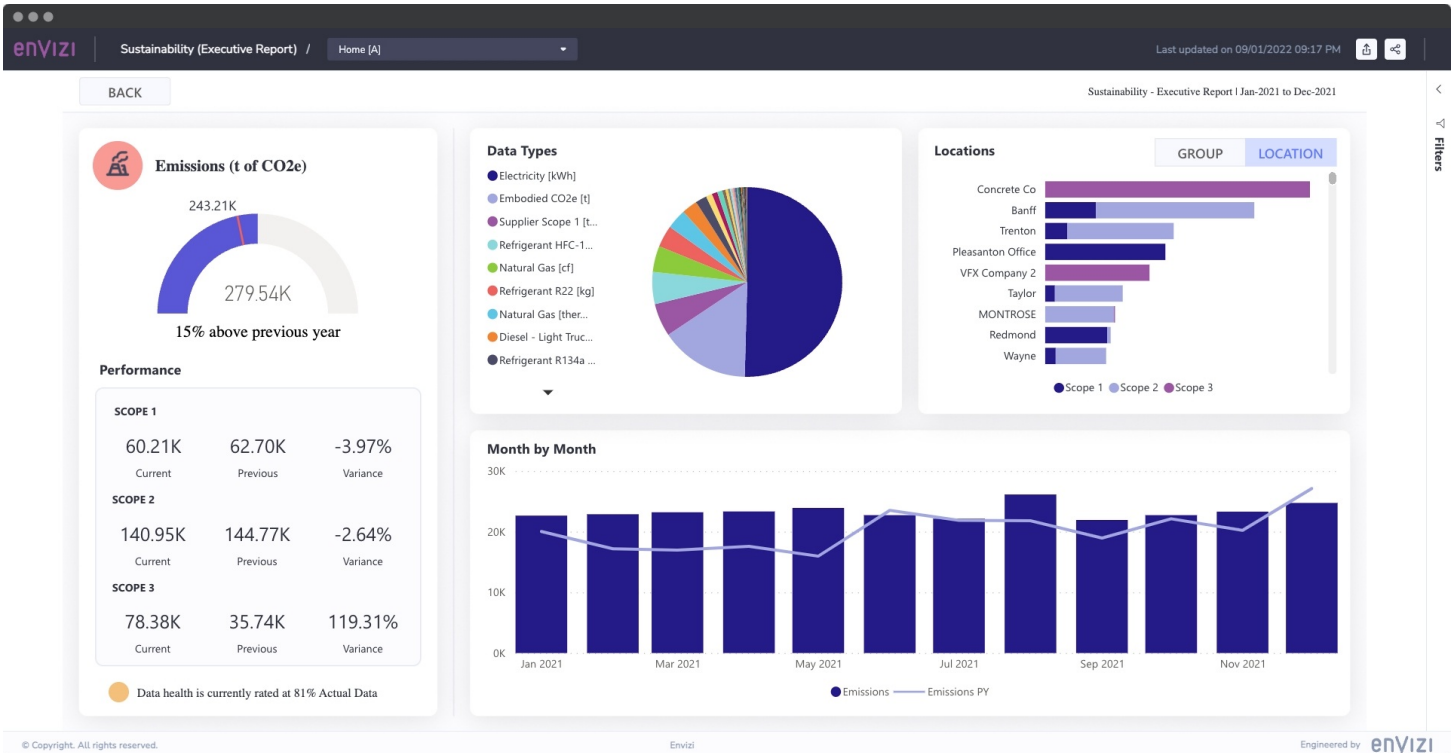 enVIZI
Sustainability (Executive Report) /
Home [A]
Last updated on 09/01/2022 09:17 PM
BACK
Sustainability - Executive Report | Jan-2021 to Dec-2021
Filters
Emissions (t of CO2e)
243.21K
279.54K
15% above previous year
Performance
SCOPE 1
60.21K 62.70K -3.97%
Current Previous Variance
SCOPE 2
140.95K 144.77K -2.64%
Current Previous Variance
SCOPE 3
78.38K 35.74K 119.31%
Current Previous Variance
Data health is currently rated at 81% Actual Data
Data Types
Electricity [kWh]
Embodied CO2e [t]
Supplier Scope 1 [t...
Refrigerant HFC-1...
Natural Gas [cf]
Refrigerant R22 [kg]
Natural Gas [ther...
Diesel - Light Truc...
Refrigerant R134a ...
Locations
GROUP LOCATION
Concrete Co
Banff
Trenton
Pleasanton Office
VFX Company 2
Taylor
MONTROSE
Redmond
Wayne
Scope 1 Scope 2 Scope 3
Month by Month
30K
20K
10K
0K
Jan 2021 Mar 2021 May 2021 Jul 2021 Sep 2021 Nov 2021
Emissions Emissions PY
© Copyright. All rights reserved.
Envizi
Engineered by enVIZI